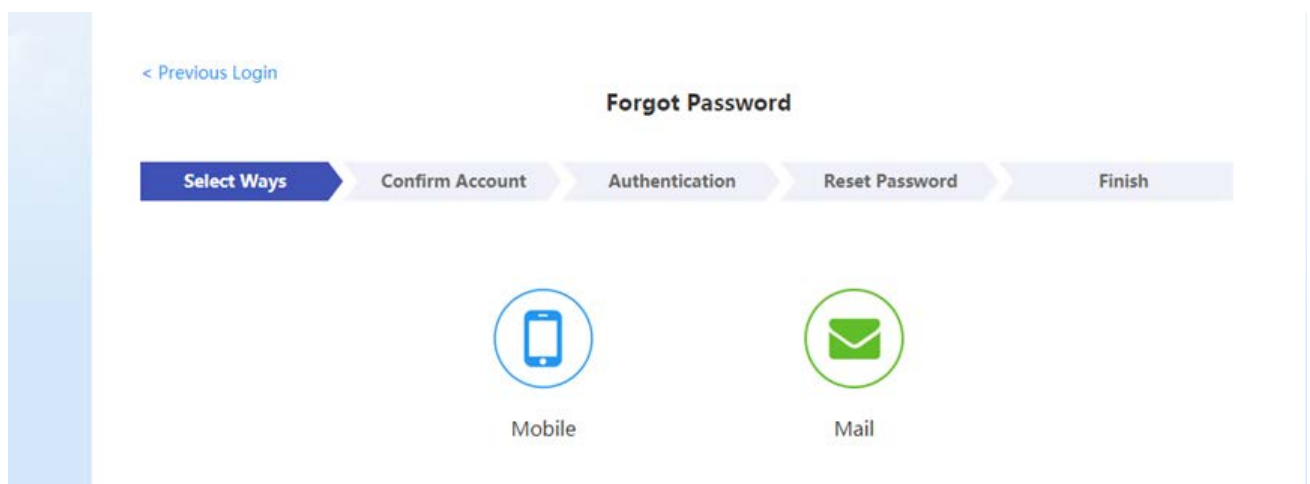 < Previous Login
Forgot Password
Select Ways Confirm Account Authentication Reset Password Finish
Mobile Mail